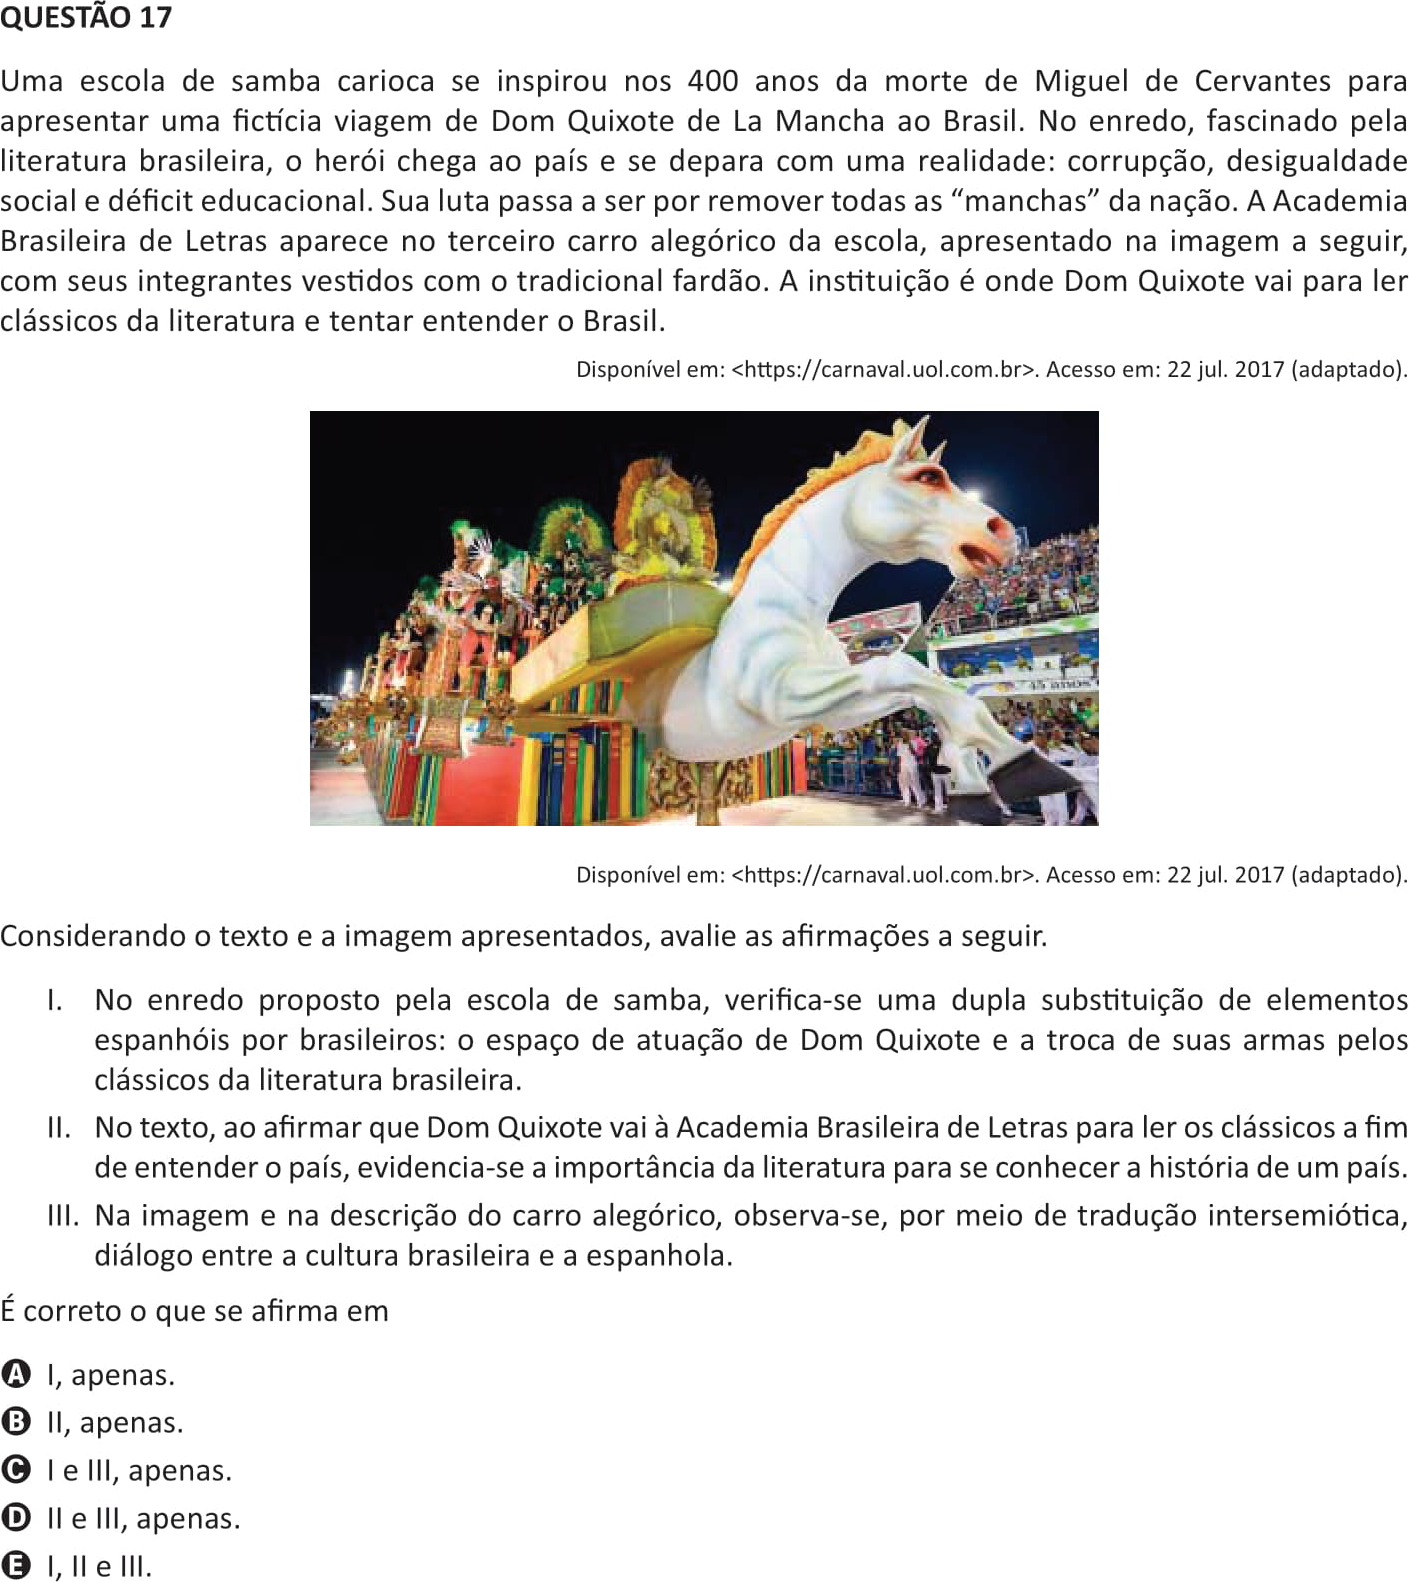 QUESTÃO 17
Uma escola de samba carioca se inspirou nos 400 anos da morte de Miguel de Cervantes para
apresentar uma fictícia viagem de Dom Quixote de La Mancha ao Brasil. No enredo, fascinado pela
literatura brasileira, o herói chega ao país e se depara com uma realidade: corrupção, desigualdade
social e déficit educacional. Sua luta passa a ser por remover todas as “manchas” da nação. A Academia
Brasileira de Letras aparece no terceiro carro alegórico da escola, apresentado na imagem a seguir,
com seus integrantes vestidos com o tradicional fardão. A instituição é onde Dom Quixote vai para ler
clássicos da literatura e tentar entender o Brasil.
Disponível em: <https://carnaval.uol.com.br>. Acesso em: 22 jul. 2017 (adaptado).
45 anos
Disponível em: <https://carnaval.uol.com.br>. Acesso em: 22 jul. 2017 (adaptado).
Considerando o texto e a imagem apresentados, avalie as afirmações a seguir.
I. No enredo proposto pela escola de samba, verifica-se uma dupla substituição de elementos
espanhóis por brasileiros: o espaço de atuação de Dom Quixote e a troca de suas armas pelos
clássicos da literatura brasileira.
II. No texto, ao afirmar que Dom Quixote vai à Academia Brasileira de Letras para ler os clássicos a fim
de entender o país, evidencia-se a importância da literatura para se conhecer a história de um país.
III. Na imagem e na descrição do carro alegórico, observa-se, por meio de tradução intersemiótica,
diálogo entre a cultura brasileira e a espanhola.
É correto o que se afirma em
A I, apenas.
B II, apenas.
C I e III, apenas.
D II e III, apenas.
E I, II e III.